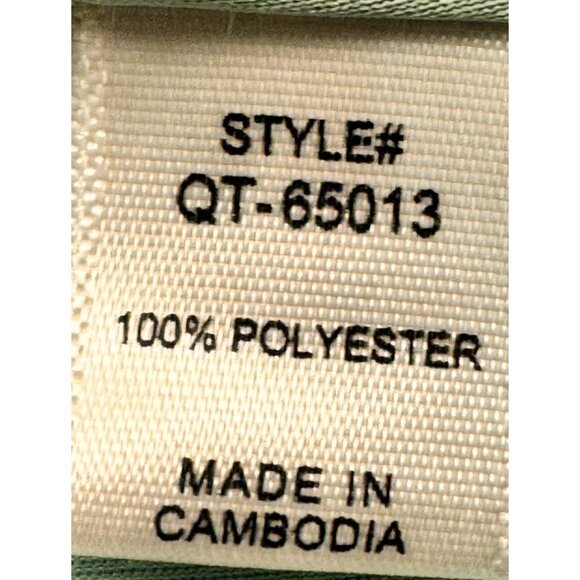 STYLE#
QT-65013
100% POLYESTER
MADE IN
CAMBODIA